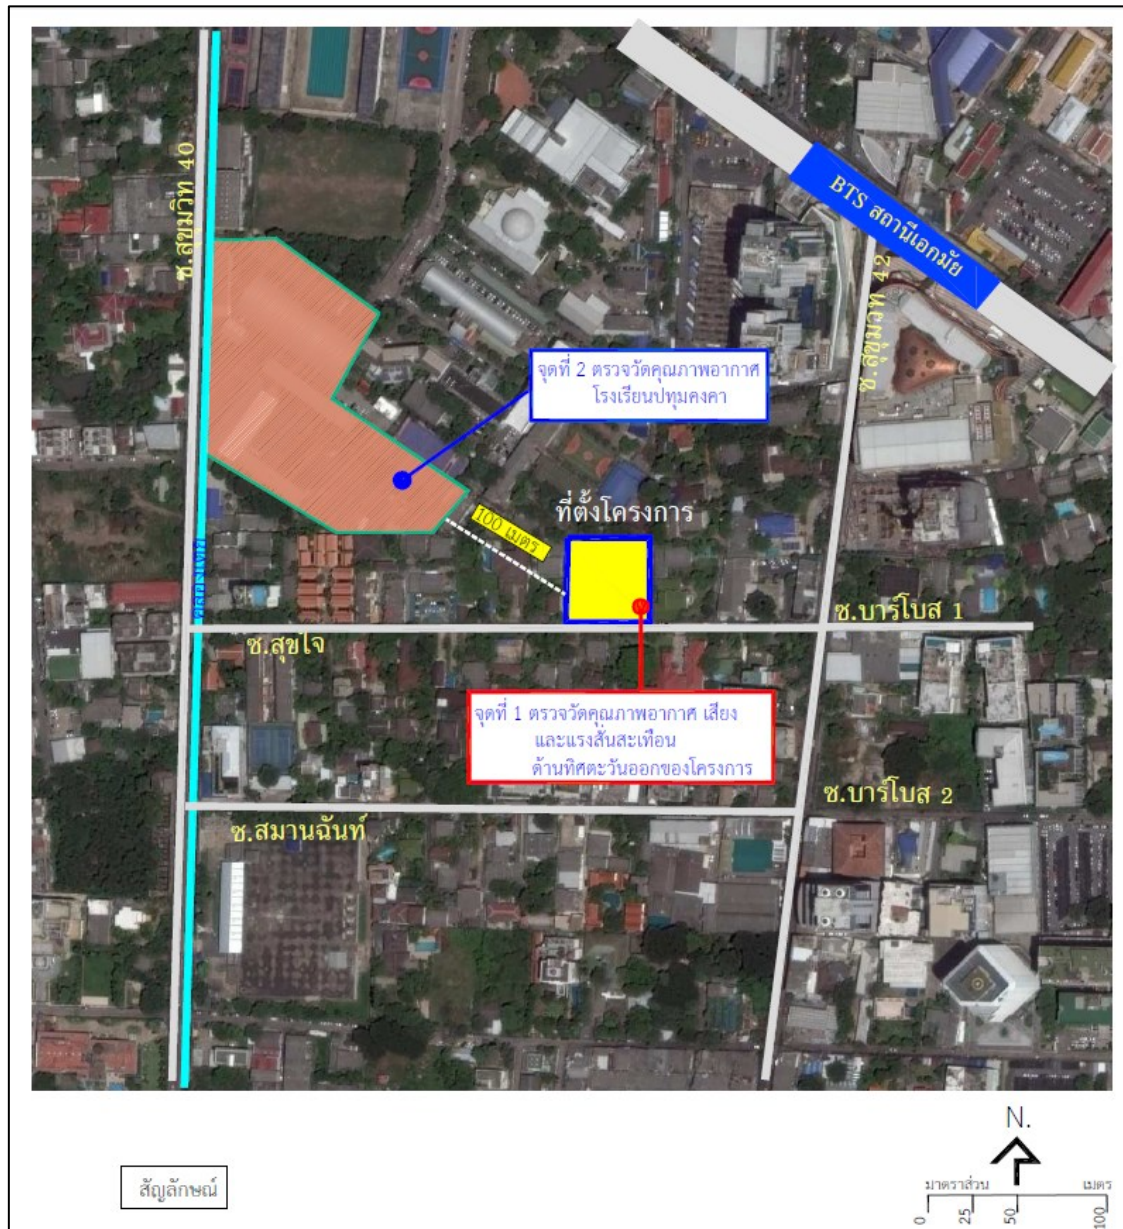 ซ.สุขุมวิท 40
BTS สถานีเอกมัย
ซ.สุขุมวิท 42
จุดที่ 2 ตรวจวัดคุณภาพอากาศ
โรงเรียนปทุมคงคา
100 เมตร
ที่ตั้งโครงการ
ซ.บาร์โบส 1
ซ.สุขใจ
จุดที่ 1 ตรวจวัดคุณภาพอากาศ เสียง
และแรงสั่นสะเทือน
ด้านทิศตะวันออกของโครงการ
ซ.บาร์โบส 2
ซ.สมานฉันท์
N.
สัญลักษณ์
มาตราส่วน เมตร
0 25 50 100